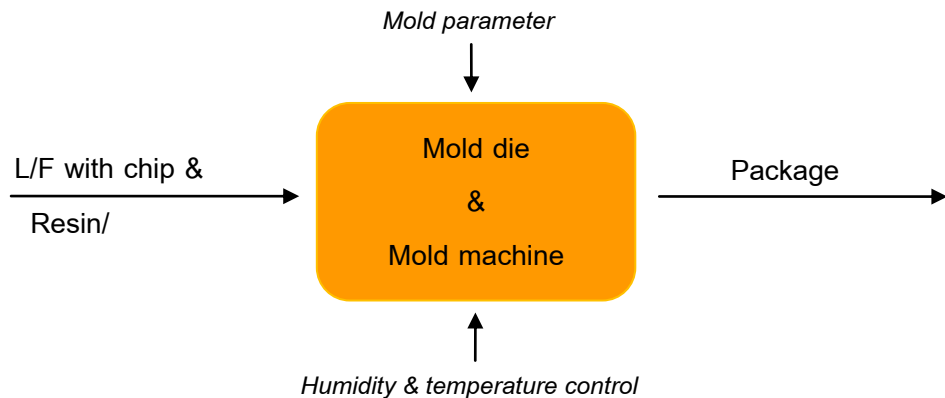 Mold parameter
L/F with chip &
Resin/
Mold die
&
Mold machine
Package
Humidity & temperature control